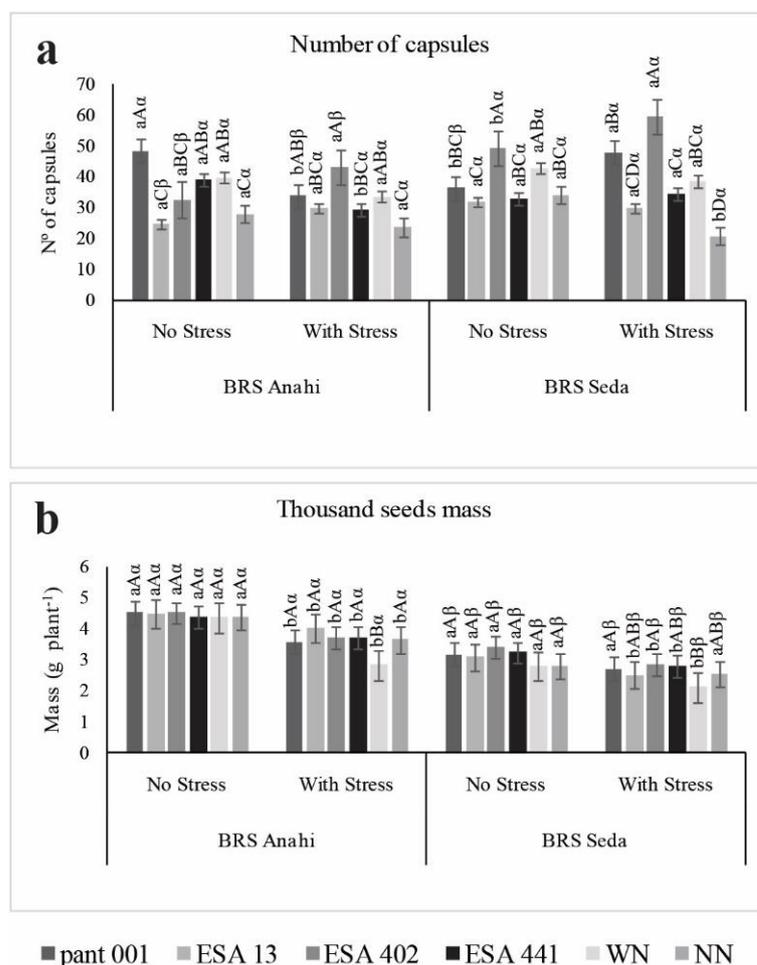 a
Number of capsules
Nº of capsules
70
60
50
40
30
20
10
0
aAα aCβ aBCβ aABα aABα aCα bABβ aBCα aAβ bBCα aABα aCα bBCβ aCα bAα aBCα aABα aBCα aBα aCDα aAα aCα aBCα bDα
No Stress With Stress No Stress With Stress
BRS Anahi BRS Seda
b
Thousand seeds mass
Mass (g plant⁻¹)
6
5
4
3
2
1
0
aAα aAα aAα aAα aAα aAα bAα bAα bAα bAα bBα bAα aAβ aAβ aAβ aAβ aAβ aAβ aAβ bABβ bAβ bABβ bBβ aABβ
No Stress With Stress No Stress With Stress
BRS Anahi BRS Seda
pant 001 ESA 13 ESA 402 ESA 441 WN NN